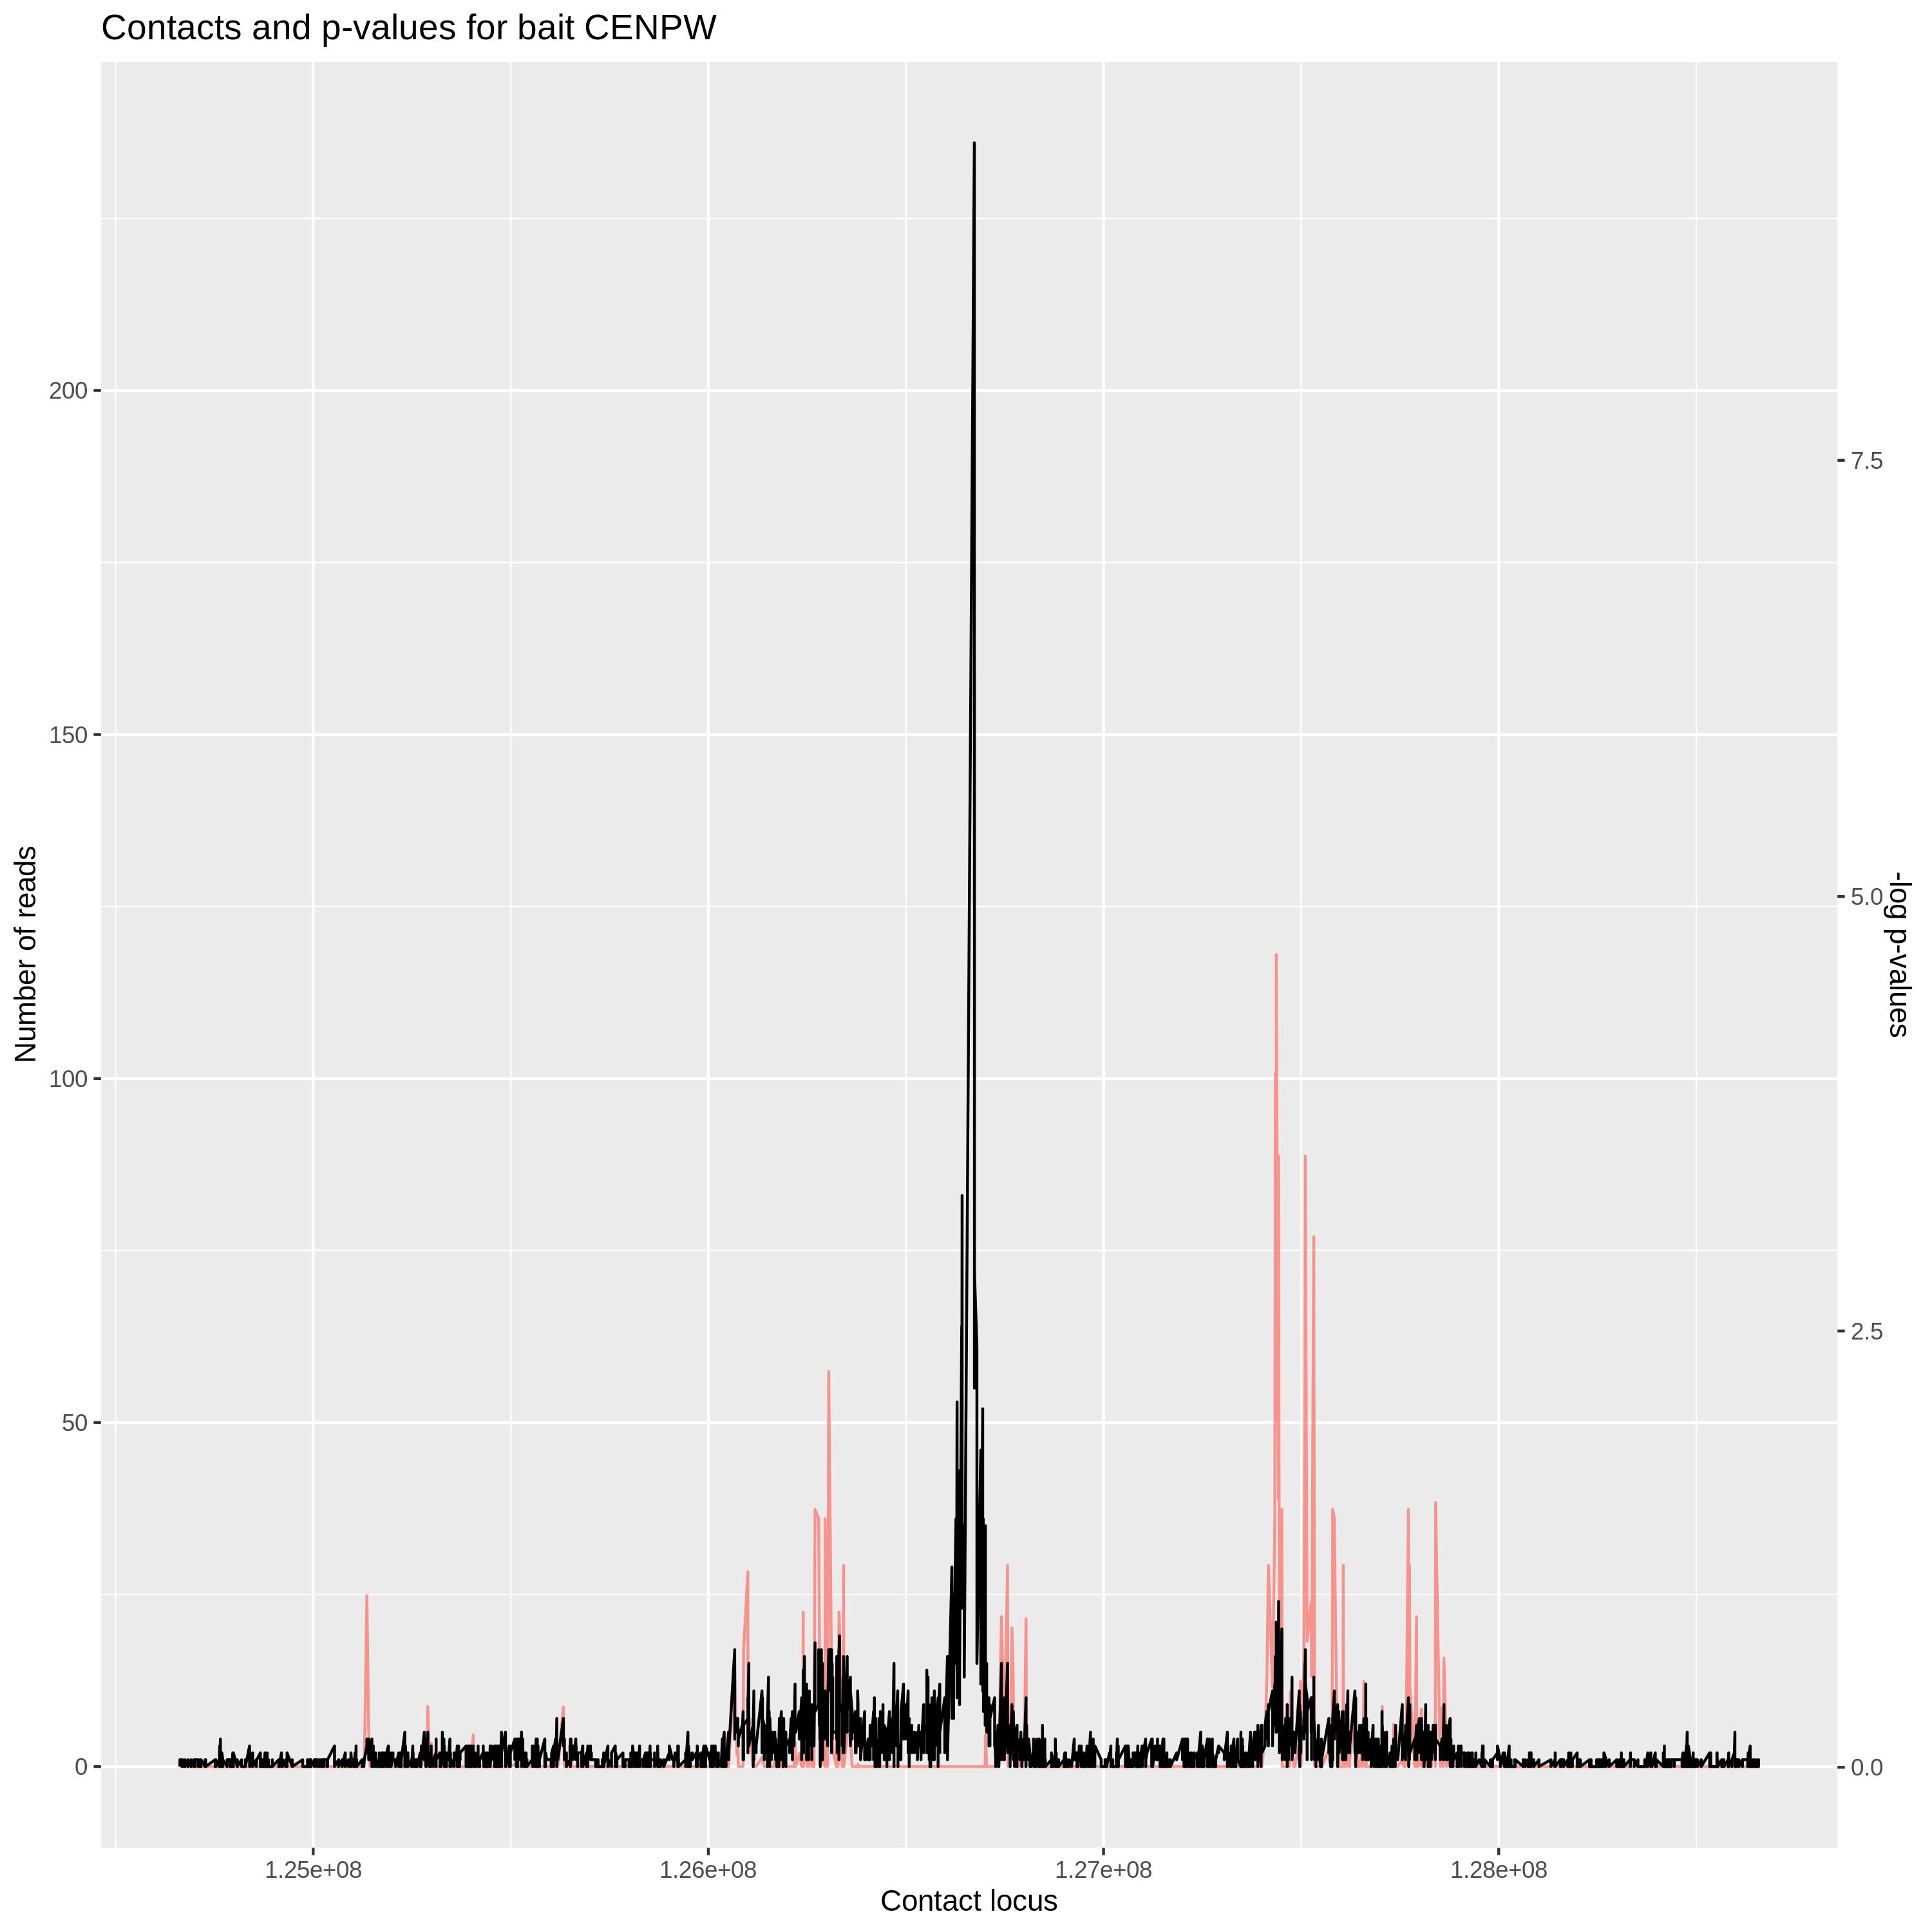 Contacts and p-values for bait CENPW
Number of reads
200
150
100
50
0
7.5
5.0
2.5
0.0
-log p-values
1.25e+08
1.26e+08
1.27e+08
1.28e+08
Contact locus